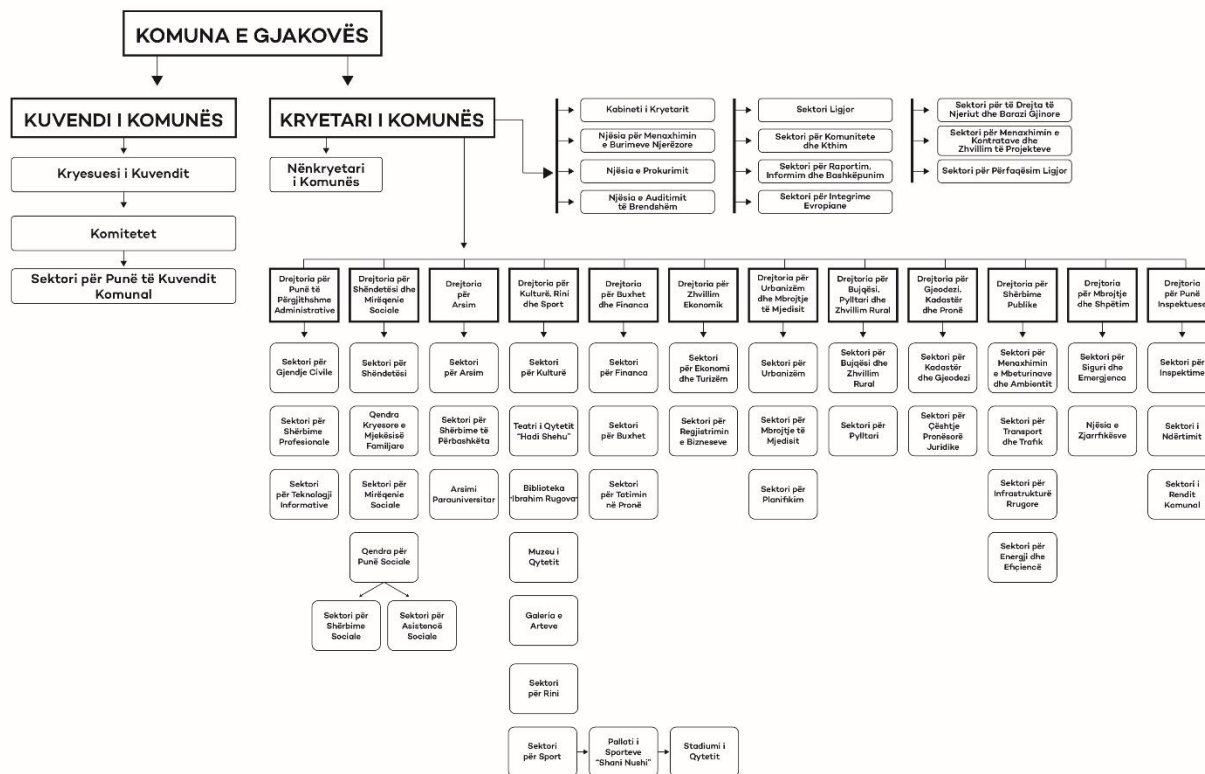 KOMUNA E GJAKOVËS
KUVENDI I KOMUNËS
Kryesuesi i Kuvendit
Komitetet
Sektori për Punë të Kuvendit
Komunal
KRYETARI I KOMUNËS
Nënkryetari
i Komunës
Kabineti i Kryetarit
Njësia për Menaxhimin
e Burimeve Njerëzore
Njësia e Prokurimit
Njësia e Auditimit
të Brendshëm
Sektori Ligjor
Sektori për Komunitete
dhe Kthim
Sektori për Raportim,
Informim dhe Bashkëpunim
Sektori për Integrime
Evropiane
Sektori për të Drejta të
Njeriut dhe Barazi Gjinore
Sektori për Menaxhimin e
Kontratave dhe
Zhvillim të Projekteve
Sektori për Përfaqësim Ligjor
Drejtoria për
Punë të
Përgjithshme
Administrative
Sektori për
Gjendje Civile
Sektori për
Shërbime
Profesionale
Sektori
për Teknologji
Informative
Drejtoria për
Shëndetësi dhe
Mirëqenie
Sociale
Sektori për
Shëndetësi
Qendra
Kryesore e
Mjekësisë
Familjare
Sektori për
Mirëqenie
Sociale
Qendra për
Punë Sociale
Sektori për
Shërbime
Sociale
Sektori për
Asistencë
Sociale
Drejtoria
për
Arsim
Sektori
për Arsim
Sektori për
Shërbime të
Përbashkëta
Arsimi
Parauniversitar
Drejtoria për
Kulturë, Rini
dhe Sport
Sektori
për Kulturë
Teatri i Qytetit
"Hadi Shehu"
Biblioteka
"Ibrahim Rugova"
Muzeu i
Qytetit
Galeria e
Arteve
Sektori
për Rini
Sektori
për Sport
Pallati i
Sporteve
"Shani Nushi"
Stadiumi i
Qytetit
Drejtoria
për Buxhet
dhe Financa
Sektori
për Financa
Sektori
për Buxhet
Sektori
për Tatimin
në Pronë
Drejtoria për
Zhvillim
Ekonomik
Sektori
për Ekonomi
dhe Turizëm
Sektori për
Regjistrimin
e Bizneseve
Drejtoria për
Urbanizëm
dhe Mbrojtje
të Mjedisit
Sektori për
Urbanizëm
Sektori për
Mbrojtje të
Mjedisit
Sektori për
Planifikim
Drejtoria për
Bujqësi,
Pylltari dhe
Zhvillim Rural
Sektori për
Bujqësi dhe
Zhvillim
Rural
Sektori për
Pylltari
Drejtoria për
Gjeodezi,
Kadastër
dhe Pronë
Sektori për
Kadastër
dhe Gjeodezi
Sektori për
Çështje
Pronësorë
Juridike
Drejtoria për
Shërbime
Publike
Sektori për
Menaxhimin
e Mbeturinave
dhe Ambientit
Sektori për
Transport
dhe Trafik
Sektori për
Infrastrukturë
Rrugore
Sektori për
Energji dhe
Efiçiencë
Drejtoria
për Mbrojtje
dhe Shpëtim
Sektori për
Siguri dhe
Emergjenca
Njësia e
Zjarrfikësve
Drejtoria
për Punë
Inspektuese
Sektori për
Inspektime
Sektori i
Ndërtimit
Sektori i
Rendit
Komunal